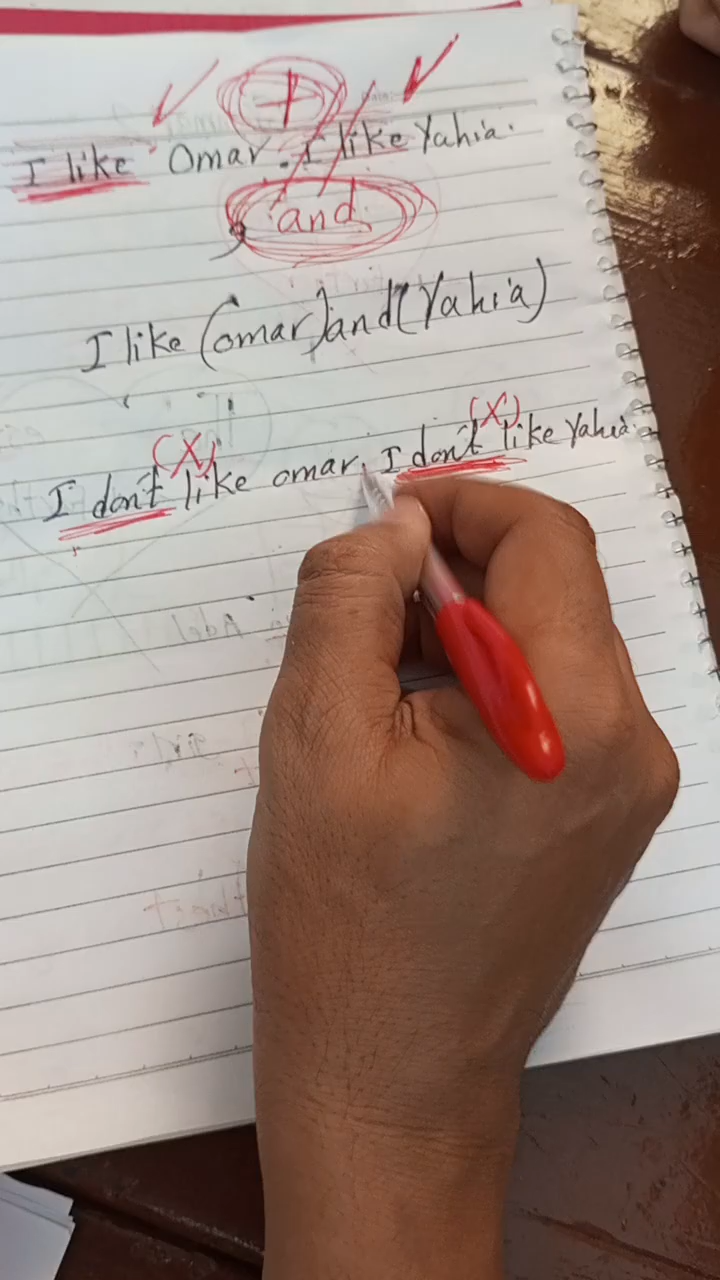 +
I like Omar. I like Yahia.
, and
I like (omar) and (Yahia)
(X) (X)
I don't like omar. I don't like Yahia.